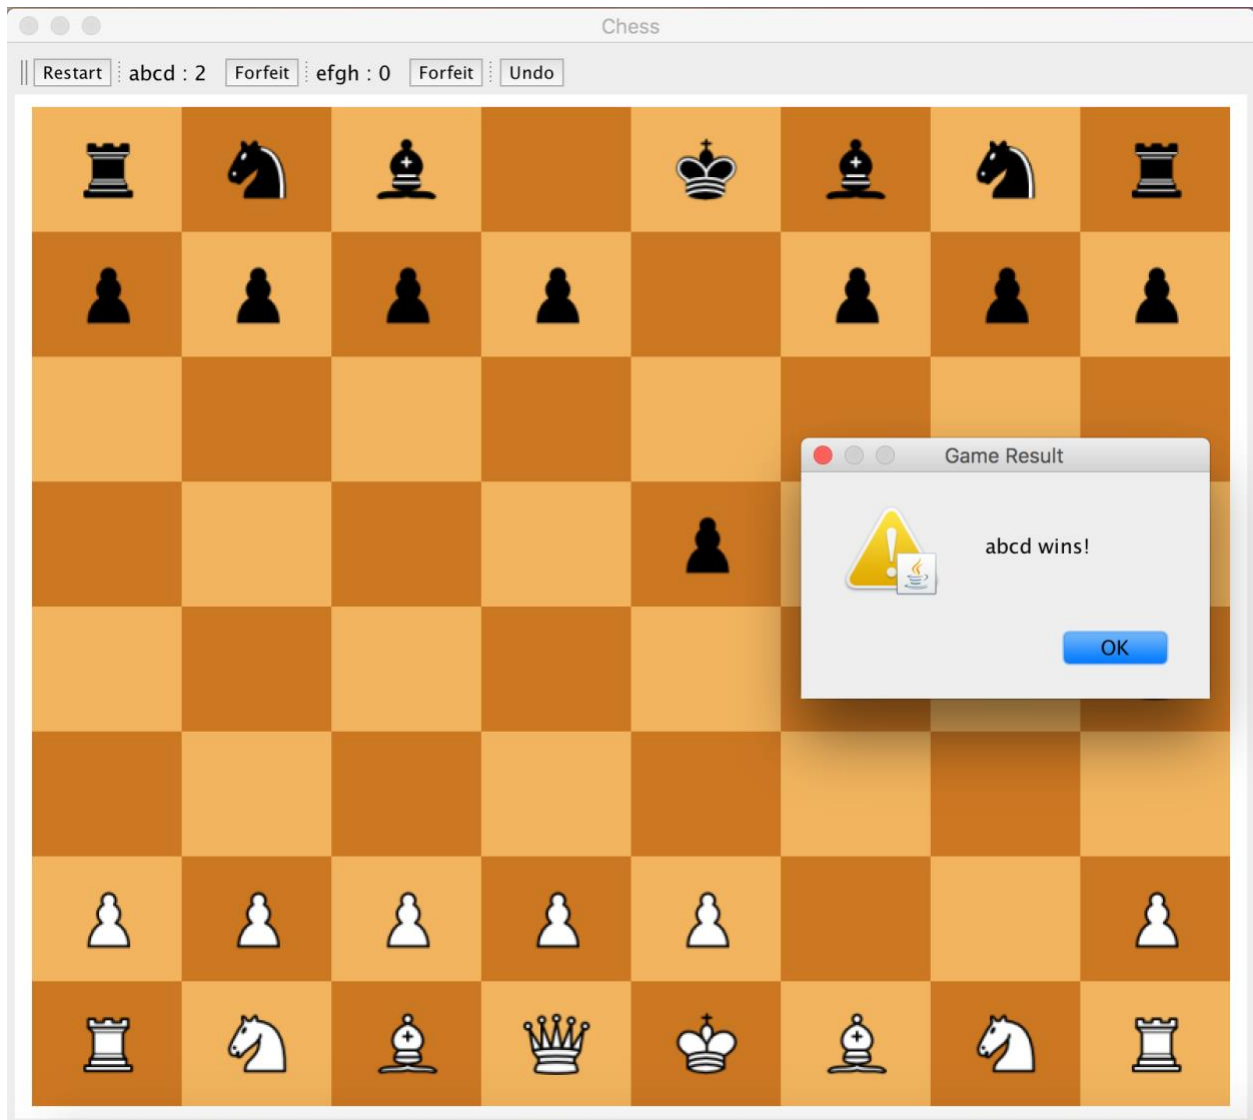 Chess
Restart abcd : 2 Forfeit efgh : 0 Forfeit Undo
Game Result
abcd wins!
OK